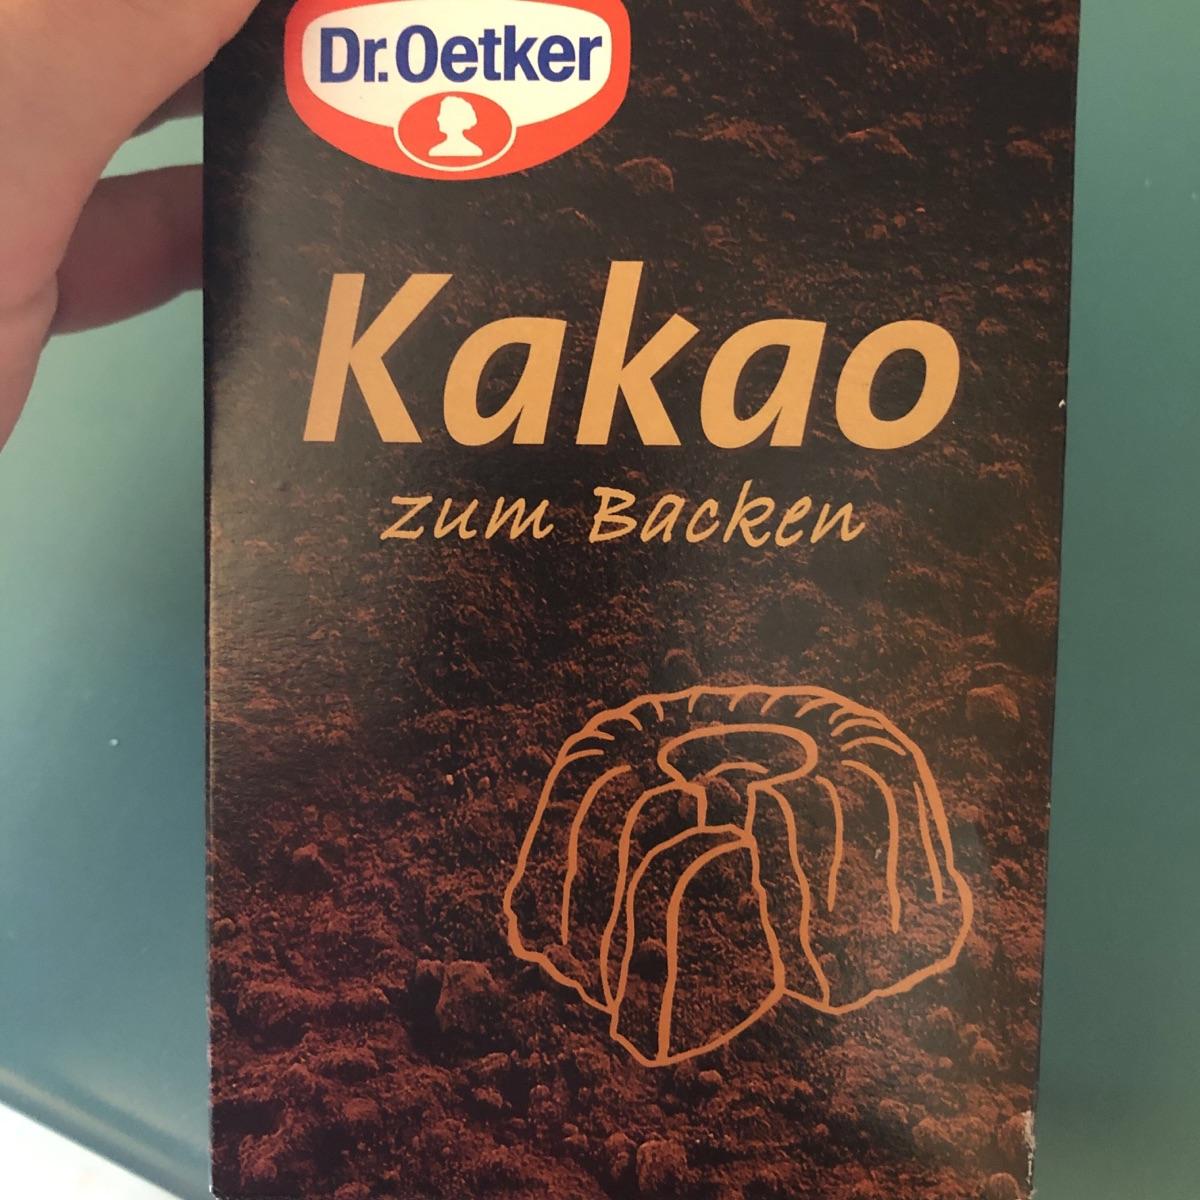 Dr. Oetker
Kakao
zum Backen